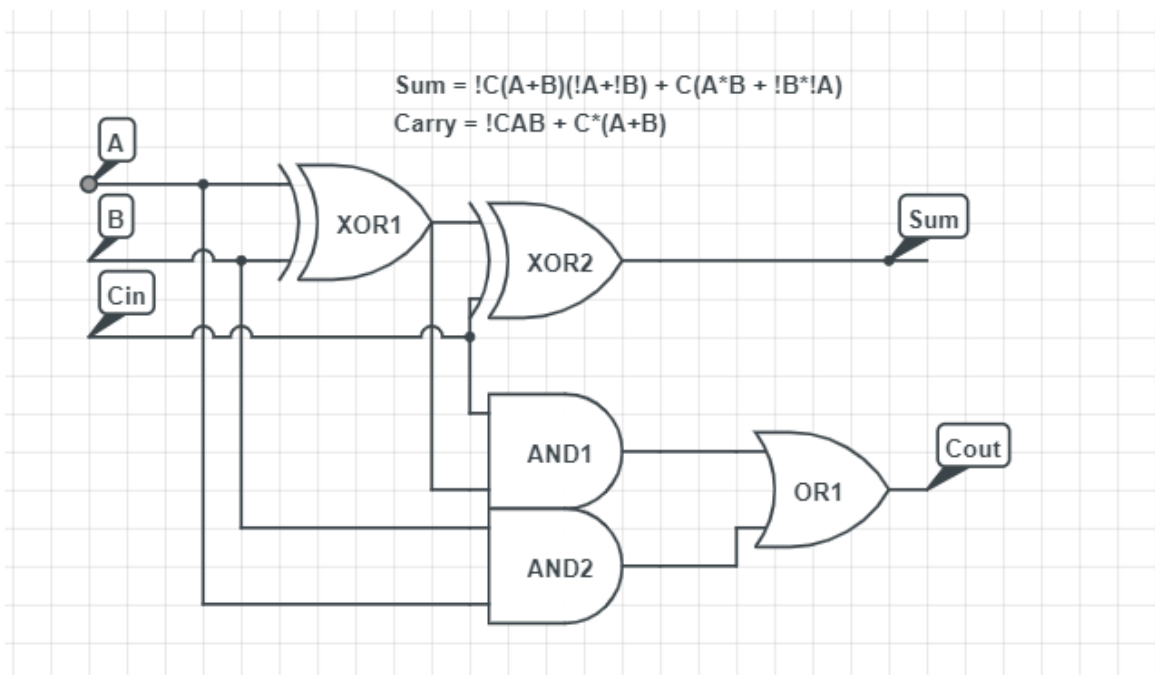 Sum = !C(A+B)(!A+!B) + C(A*B + !B*!A)
Carry = !CAB + C*(A+B)
A
B
Cin
XOR1
XOR2
Sum
AND1
AND2
OR1
Cout